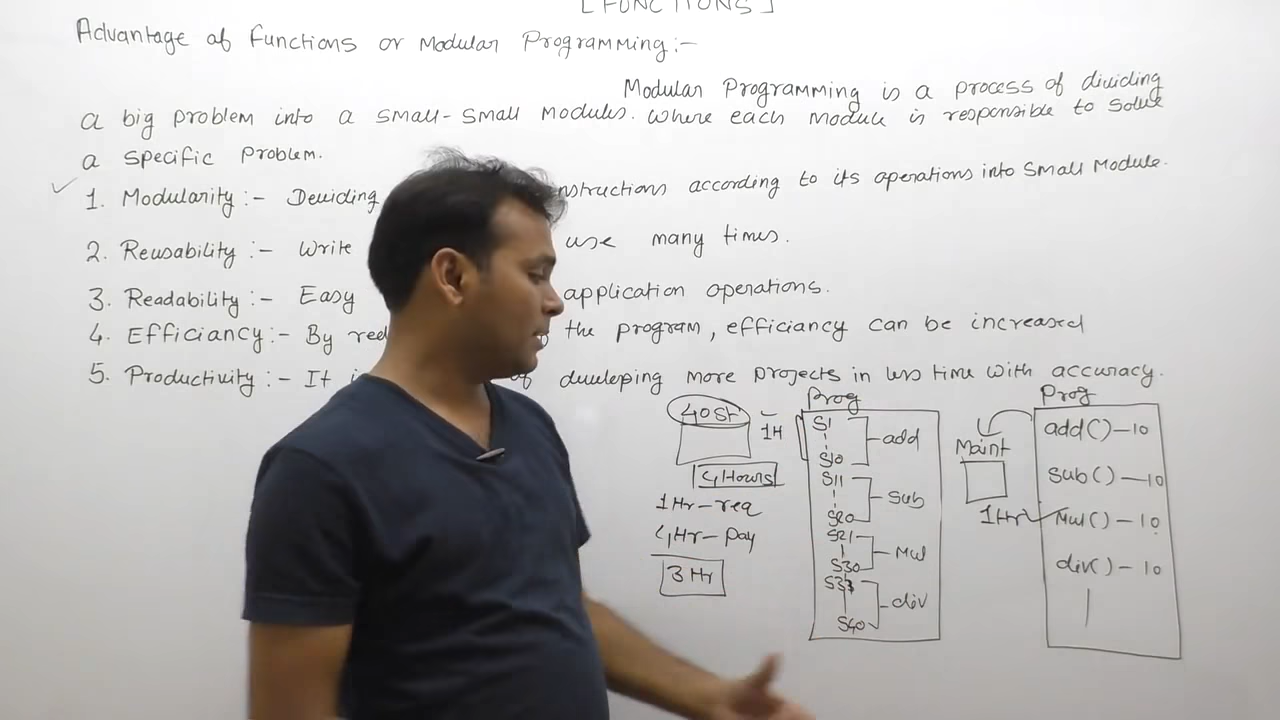 [FUNCTIONS]
Advantage of Functions or Modular Programming:-
Modular Programming is a process of dividing
a big problem into a small-small modules. where each module is responsible to solve
a specific problem.
1. Modularity :- Deviding nstructions according to its operations into small Module.
2. Reusability :- Write use many times.
3. Readability :- Easy application operations.
4. Efficiancy :- By red the program, efficiancy can be increased
5. Productivity :- It i of duuleping more projects in less time with accuracy.
40St
1H
4 Hours
1Hr-req
4Hr-pay
3 Hr
Prog
S1
S10
add
S11
S20
Sub
S21
S30
Mul
S40
div
Maint
1Hr
Prog
add()-10
Sub()-10
Mul()-10
div()-10